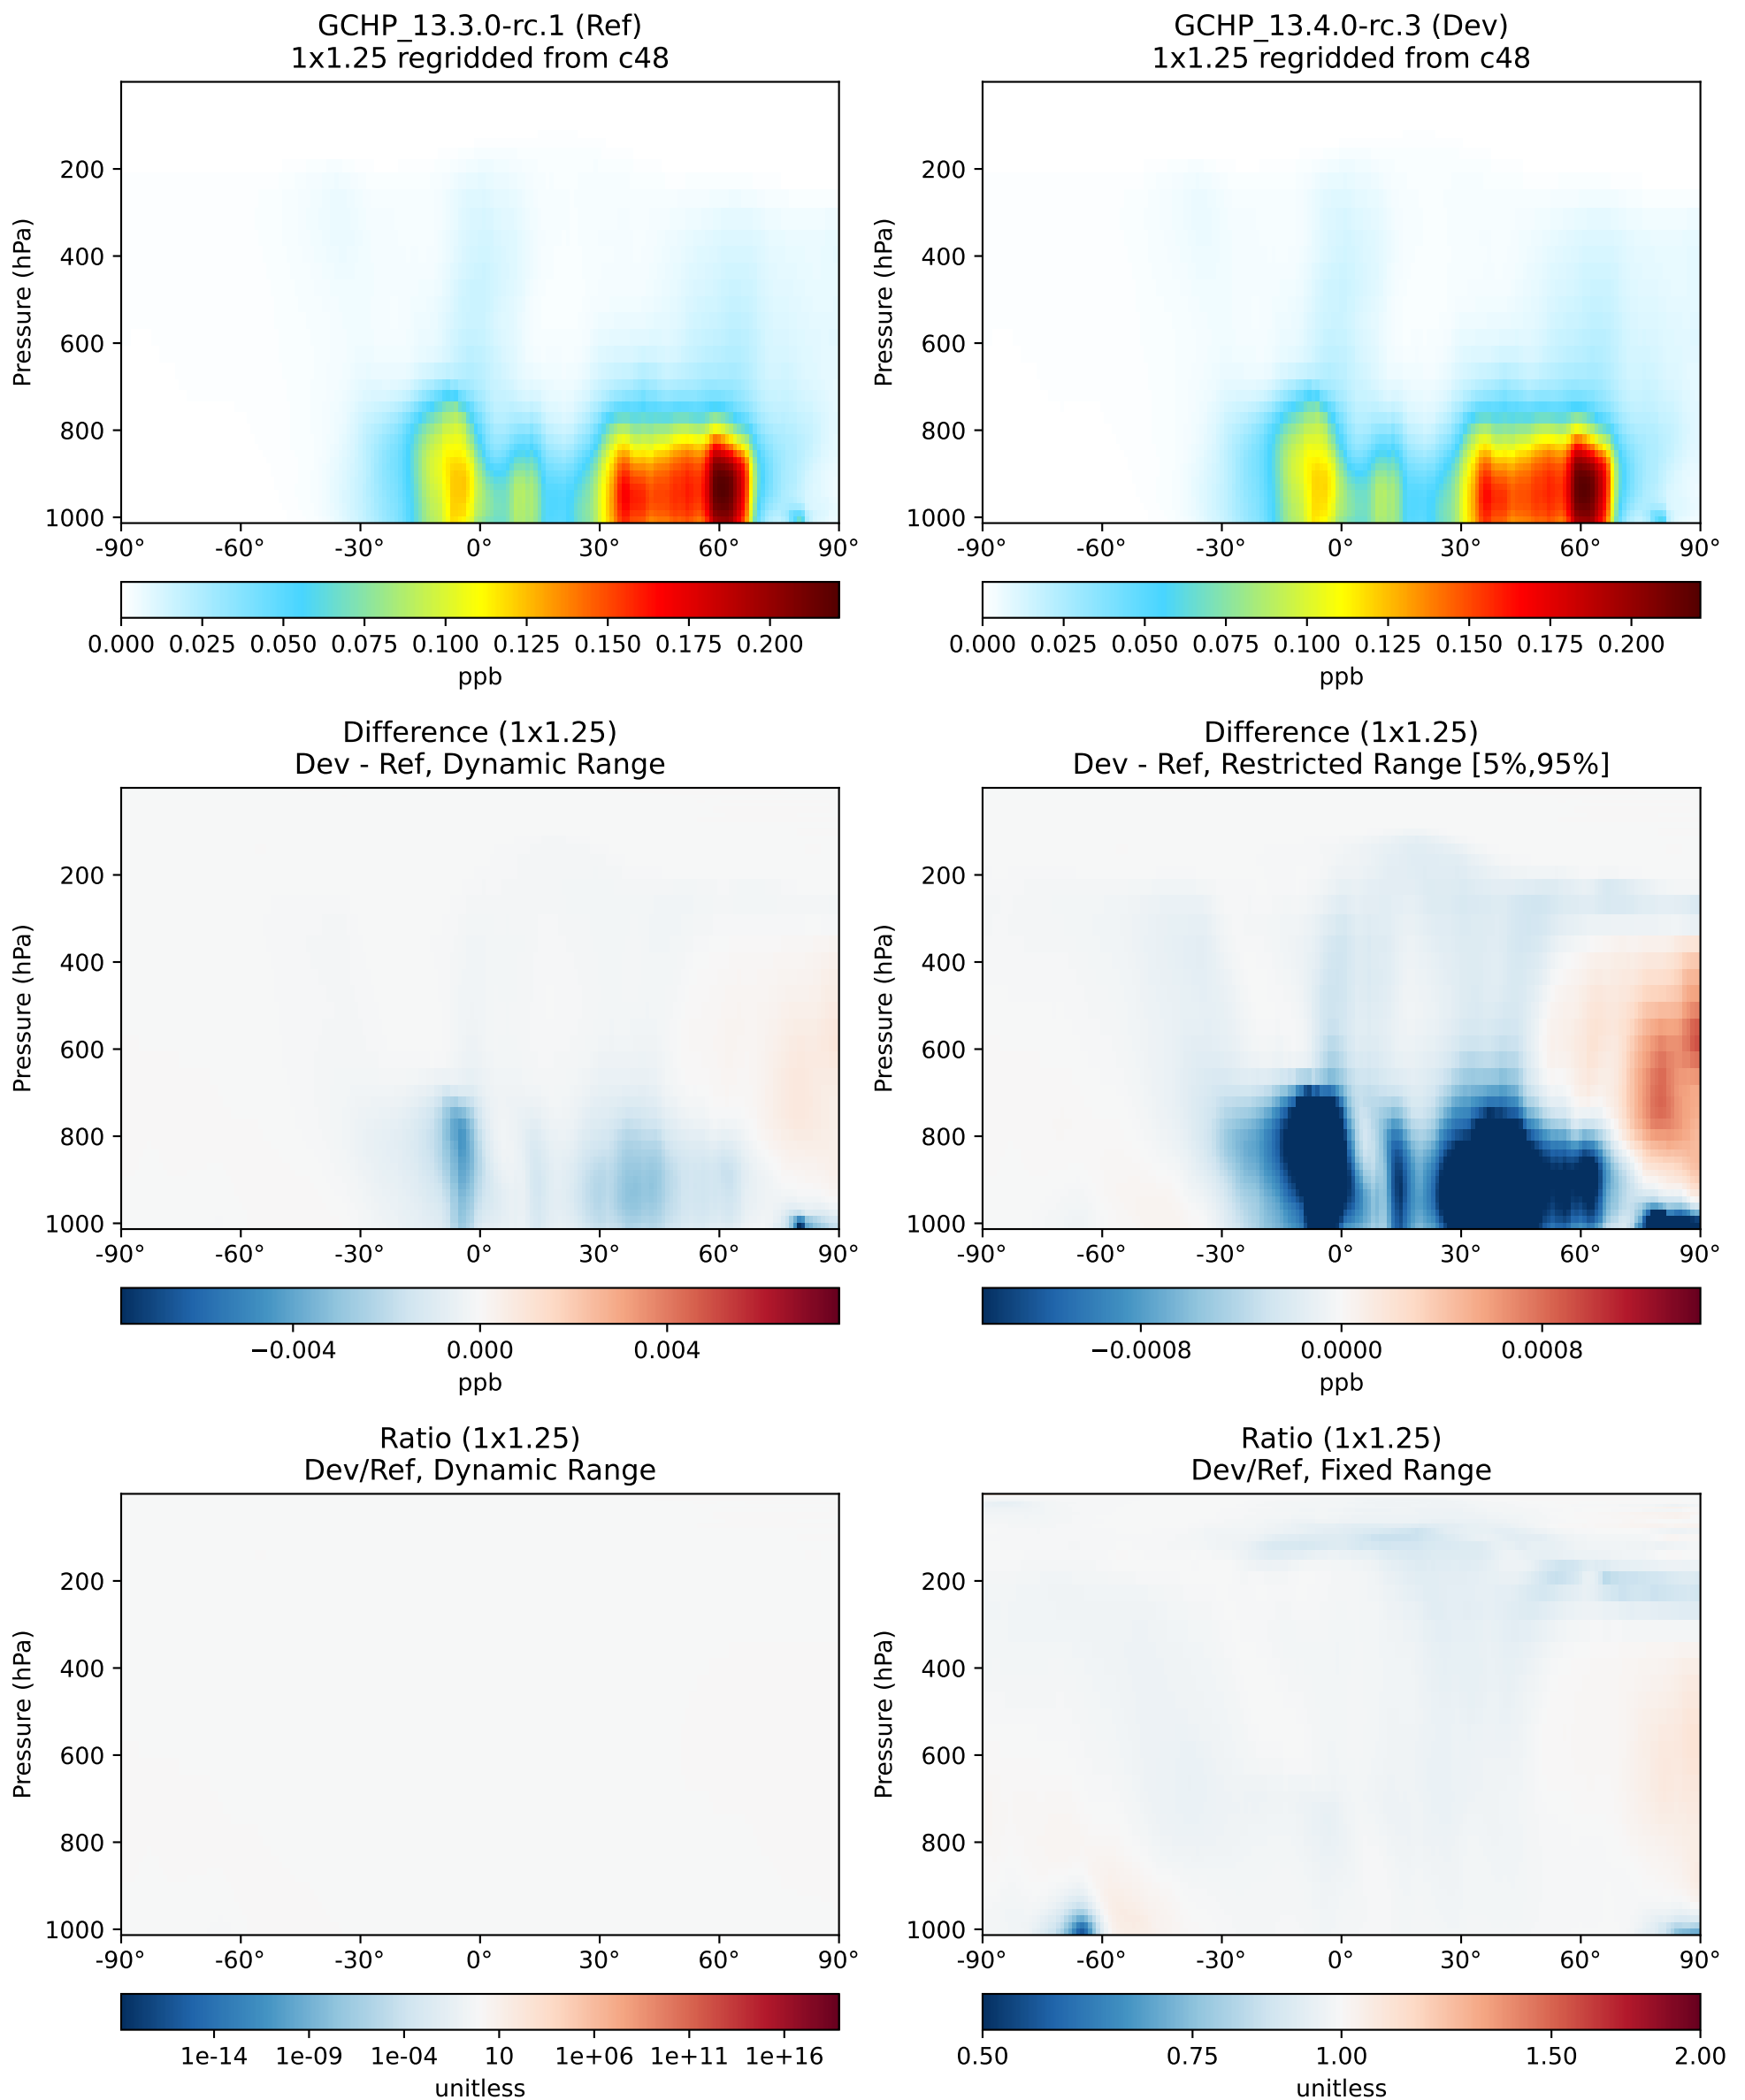 GCHP_13.3.0-rc.1 (Ref)
1x1.25 regridded from c48
Pressure (hPa)
200
400
600
800
1000
-90° -60° -30° 0° 30° 60° 90°
0.000 0.025 0.050 0.075 0.100 0.125 0.150 0.175 0.200
ppb
GCHP_13.4.0-rc.3 (Dev)
1x1.25 regridded from c48
Pressure (hPa)
200
400
600
800
1000
-90° -60° -30° 0° 30° 60° 90°
0.000 0.025 0.050 0.075 0.100 0.125 0.150 0.175 0.200
ppb
Difference (1x1.25)
Dev - Ref, Dynamic Range
Pressure (hPa)
200
400
600
800
1000
-90° -60° -30° 0° 30° 60° 90°
−0.004 0.000 0.004
ppb
Difference (1x1.25)
Dev - Ref, Restricted Range [5%,95%]
Pressure (hPa)
200
400
600
800
1000
-90° -60° -30° 0° 30° 60° 90°
−0.0008 0.0000 0.0008
ppb
Ratio (1x1.25)
Dev/Ref, Dynamic Range
Pressure (hPa)
200
400
600
800
1000
-90° -60° -30° 0° 30° 60° 90°
1e-14 1e-09 1e-04 10 1e+06 1e+11 1e+16
unitless
Ratio (1x1.25)
Dev/Ref, Fixed Range
Pressure (hPa)
200
400
600
800
1000
-90° -60° -30° 0° 30° 60° 90°
0.50 0.75 1.00 1.50 2.00
unitless